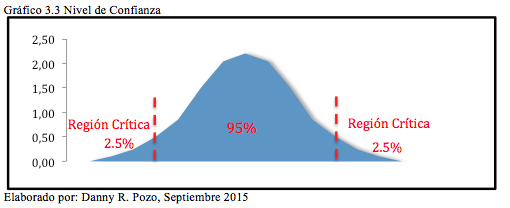 Gráfico 3.3 Nivel de Confianza
2,50
2,00
1,50
1,00
0,50
0,00
Región Crítica
2.5%
95%
Región Crítica
2.5%
Elaborado por: Danny R. Pozo, Septiembre 2015